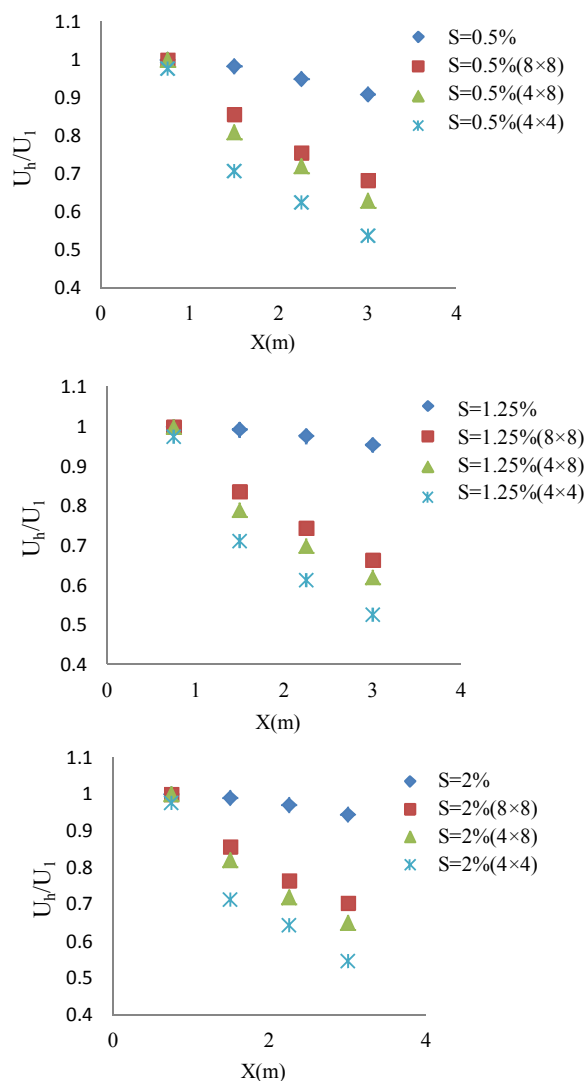 1.1
1
0.9
0.8
0.7
0.6
0.5
0.4
U_h/U_l
0 1 2 3 4
X(m)
S=0.5%
S=0.5%(8×8)
S=0.5%(4×8)
S=0.5%(4×4)
1.1
1
0.9
0.8
0.7
0.6
0.5
0.4
U_h/U_l
0 1 2 3 4
X(m)
S=1.25%
S=1.25%(8×8)
S=1.25%(4×8)
S=1.25%(4×4)
1.1
1
0.9
0.8
0.7
0.6
0.5
0.4
U_h/U_l
0 2 4
X(m)
S=2%
S=2%(8×8)
S=2%(4×8)
S=2%(4×4)